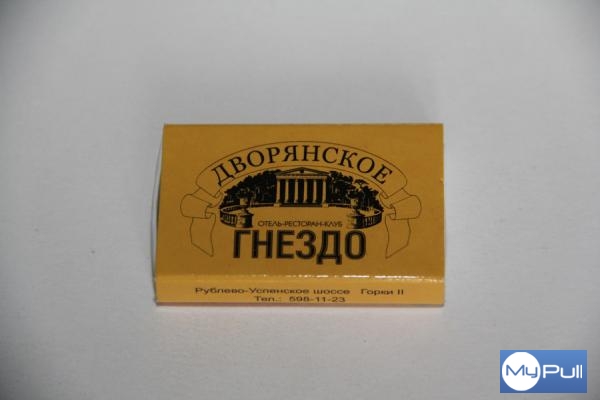 ДВОРЯНСКОЕ
ОТЕЛЬ-РЕСТОРАН-КЛУБ
ГНЕЗДО
Рублево-Успенское шоссе Горки II
Тел.: 598-11-23
MyPull